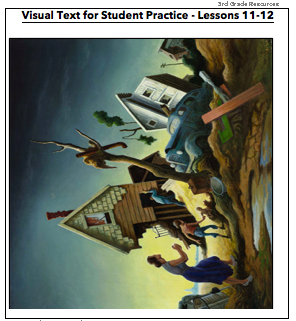 3rd Grade Resources
Visual Text for Student Practice - Lessons 11-12